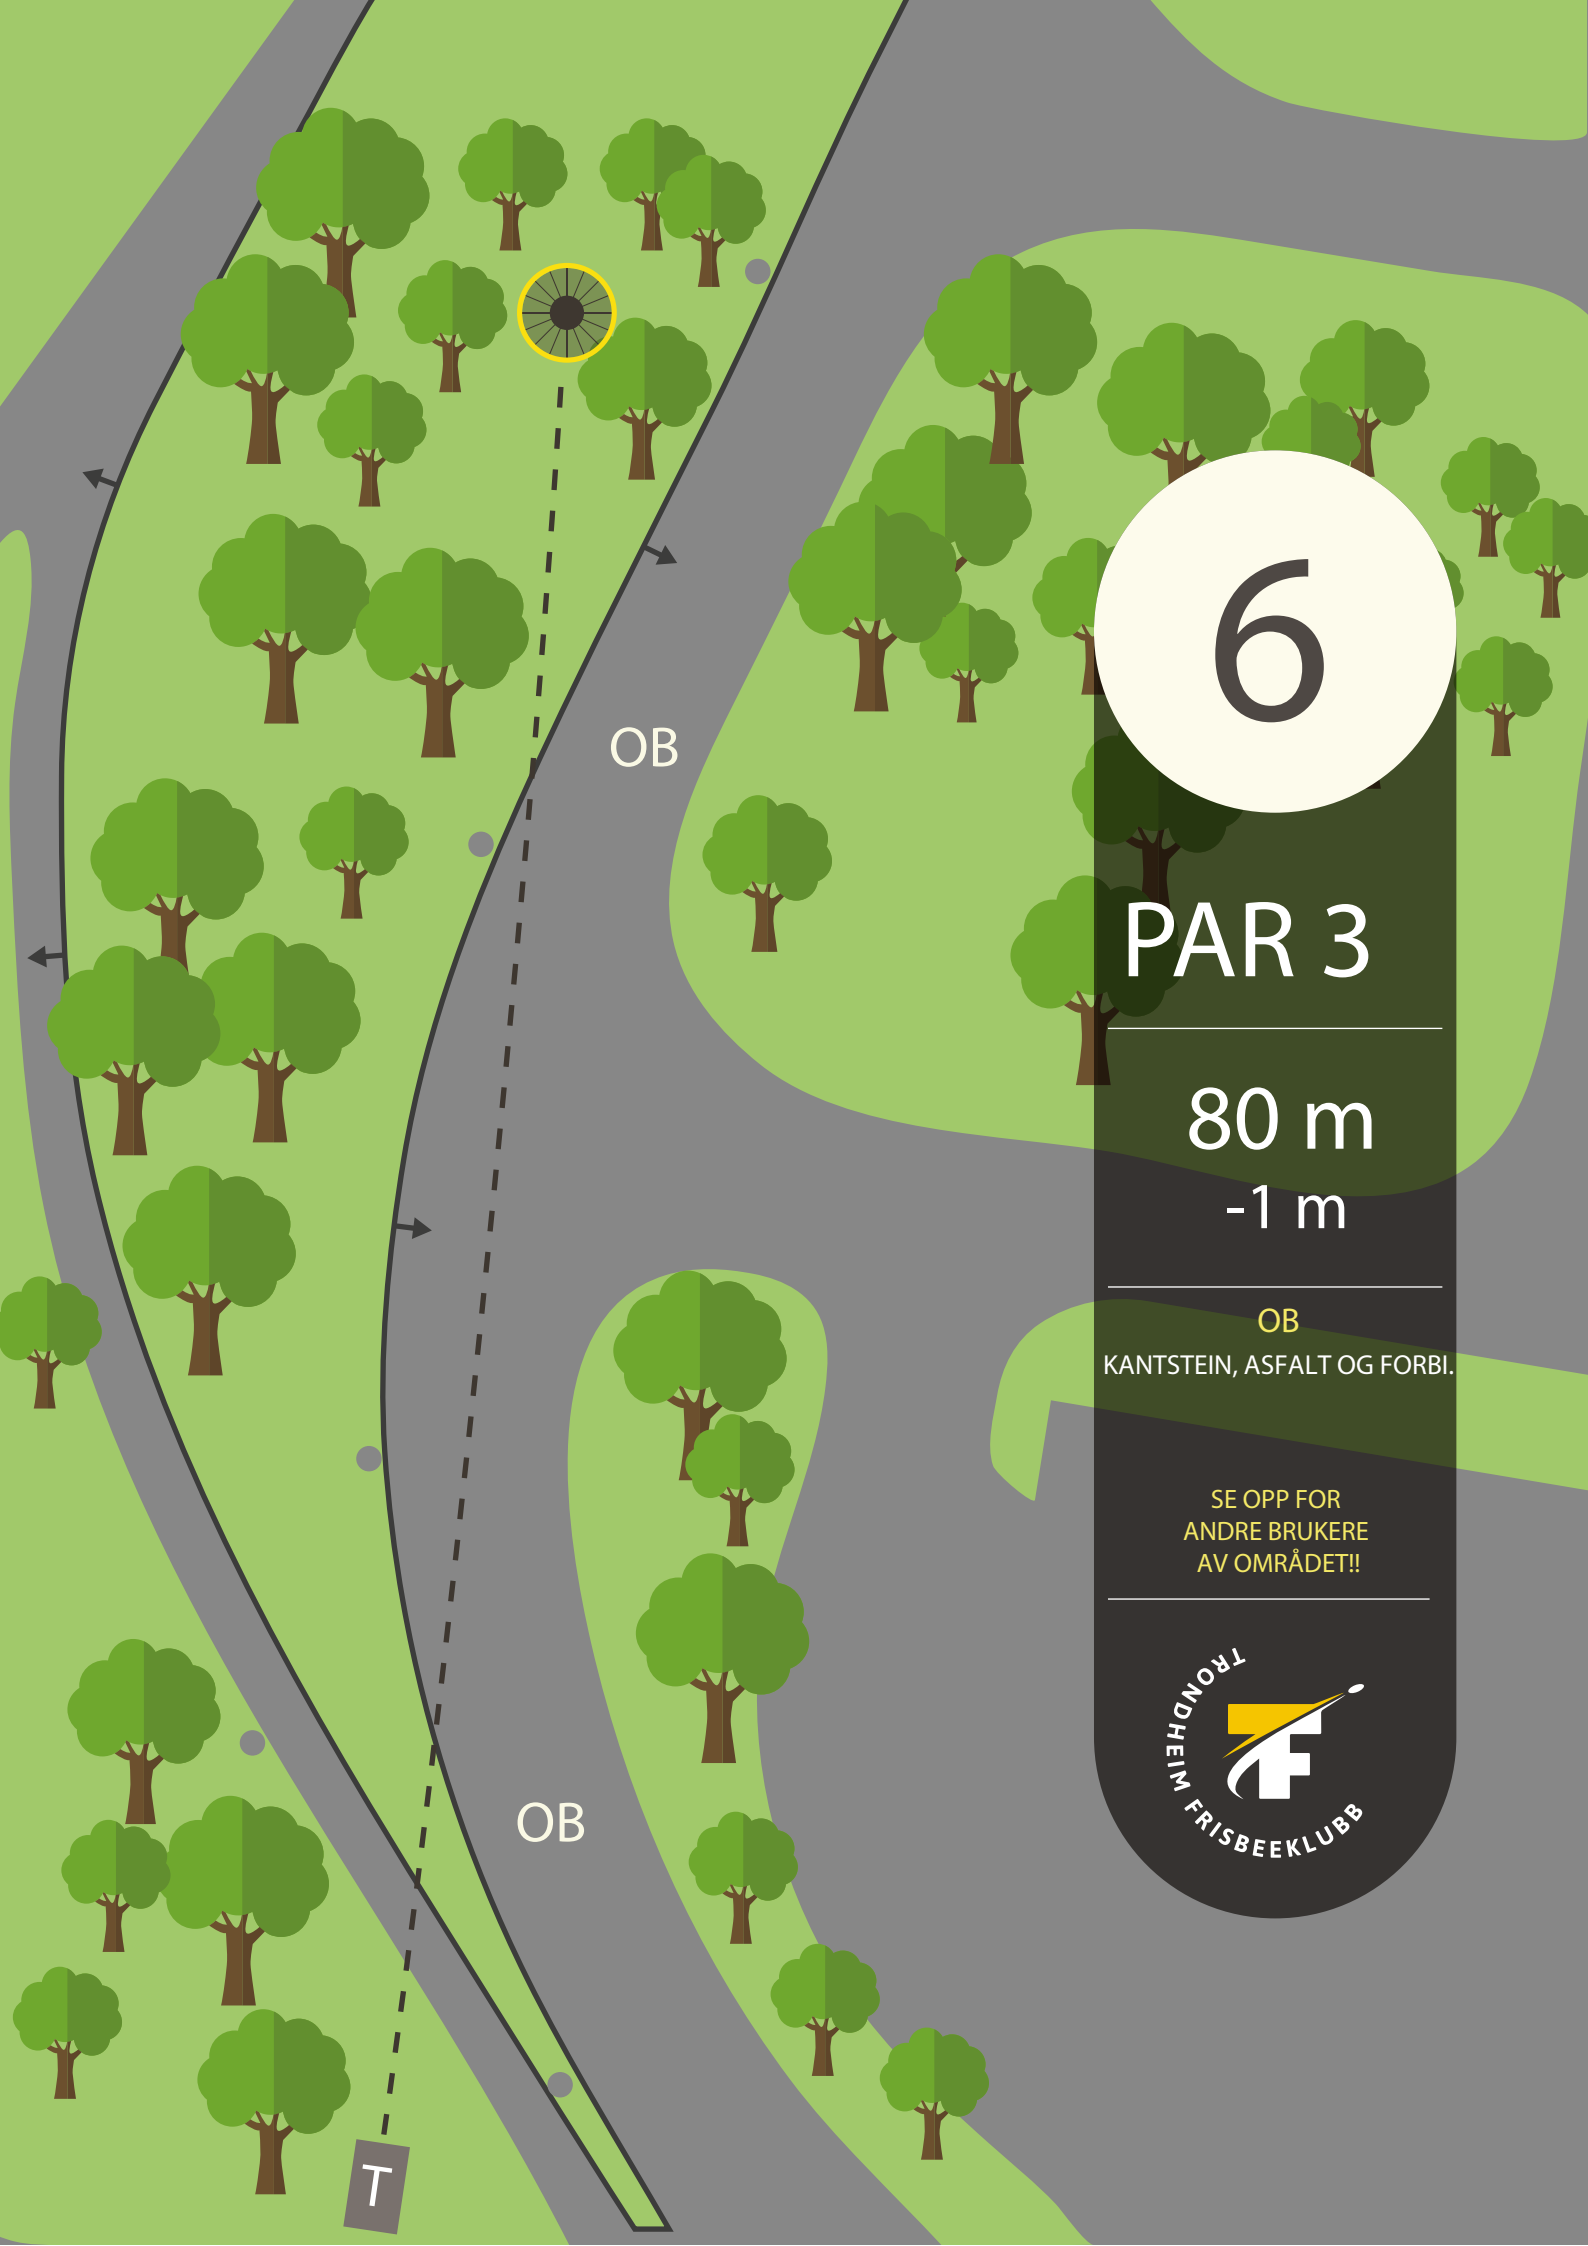 6
OB
PAR 3
80 m
-1 m
OB
KANTSTEIN, ASFALT OG FORBI.
SE OPP FOR
ANDRE BRUKERE
AV OMRÅDET!!
TRONDHEIM FRISBEEKLUBB
TF
OB
T